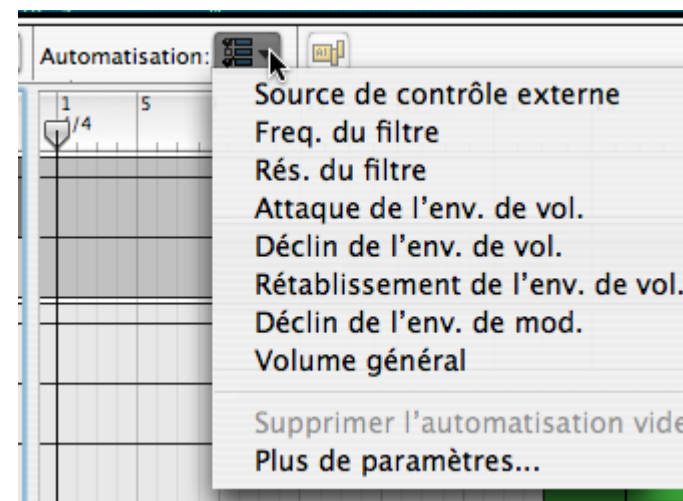 Automatisation:
1
5
4/4
Source de contrôle externe
Freq. du filtre
Rés. du filtre
Attaque de l'env. de vol.
Déclin de l'env. de vol.
Rétablissement de l'env. de vol.
Déclin de l'env. de mod.
Volume général
Supprimer l'automatisation vide
Plus de paramètres...